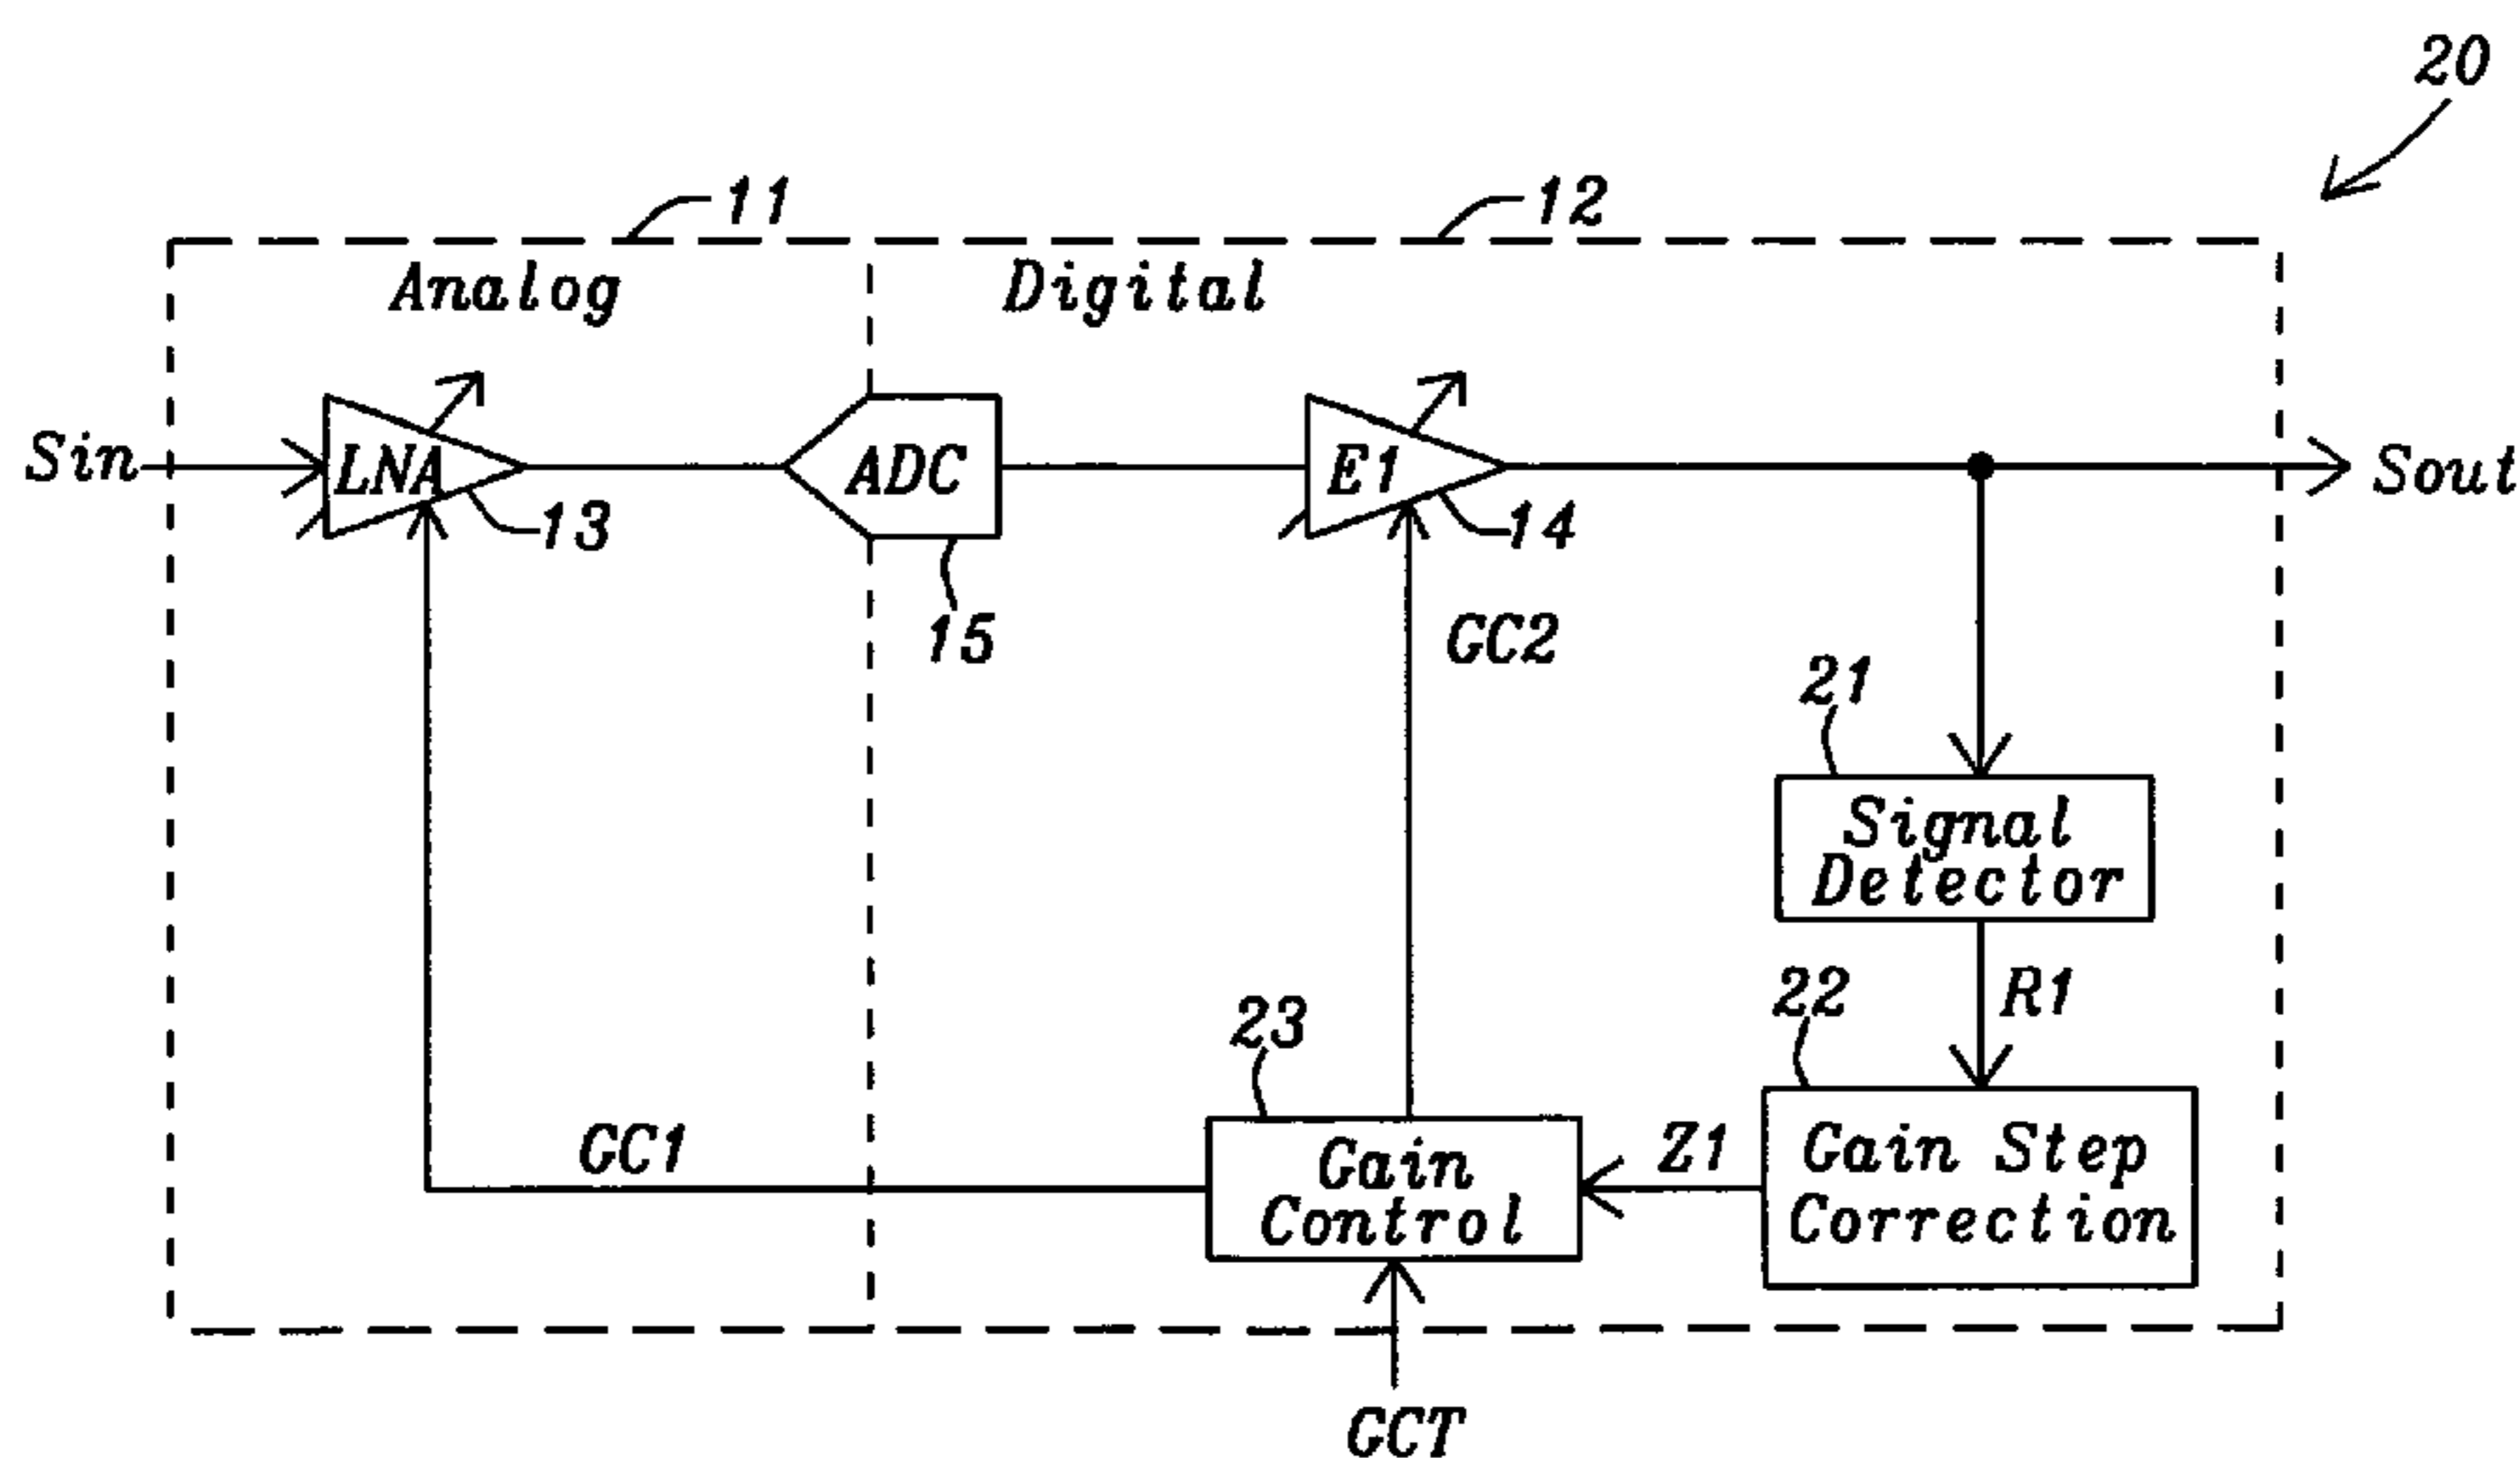 20
11
12
Analog
Digital
Sin
LNA
ADC
E1
Sout
13
14
15
GC2
21
Signal
Detector
22
R1
23
GC1
Gain
Control
Z1
Gain Step
Correction
GCT